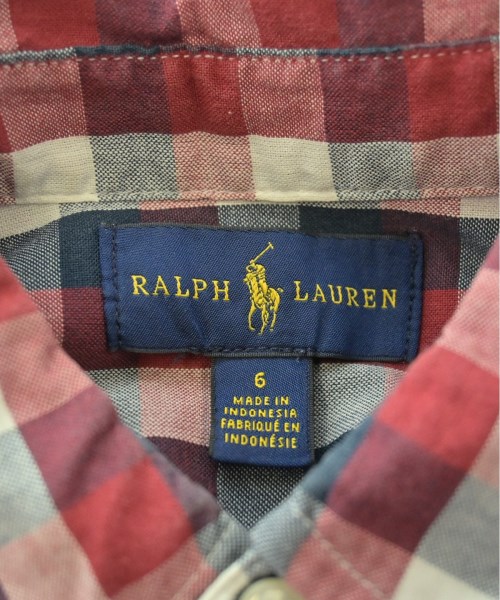 RALPH LAUREN
6
MADE IN
INDONESIA
FABRIQUÉ EN
INDONÉSIE